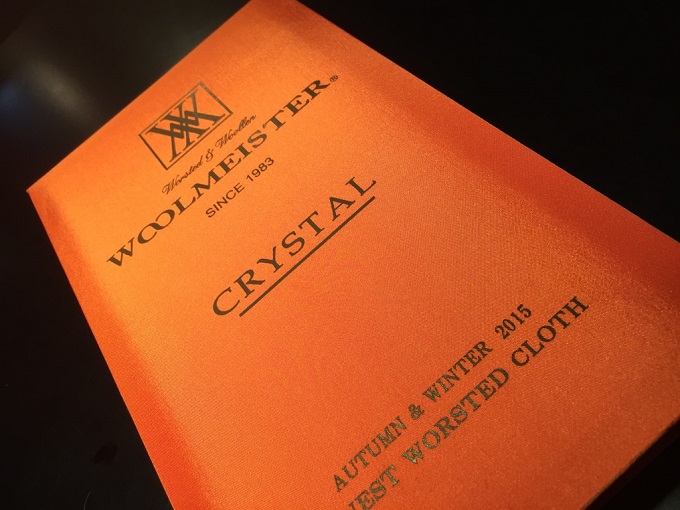 Worsted & Woollen
WOOLMEISTER®
SINCE 1983
CRYSTAL
AUTUMN & WINTER 2015
WORSTED CLOTH